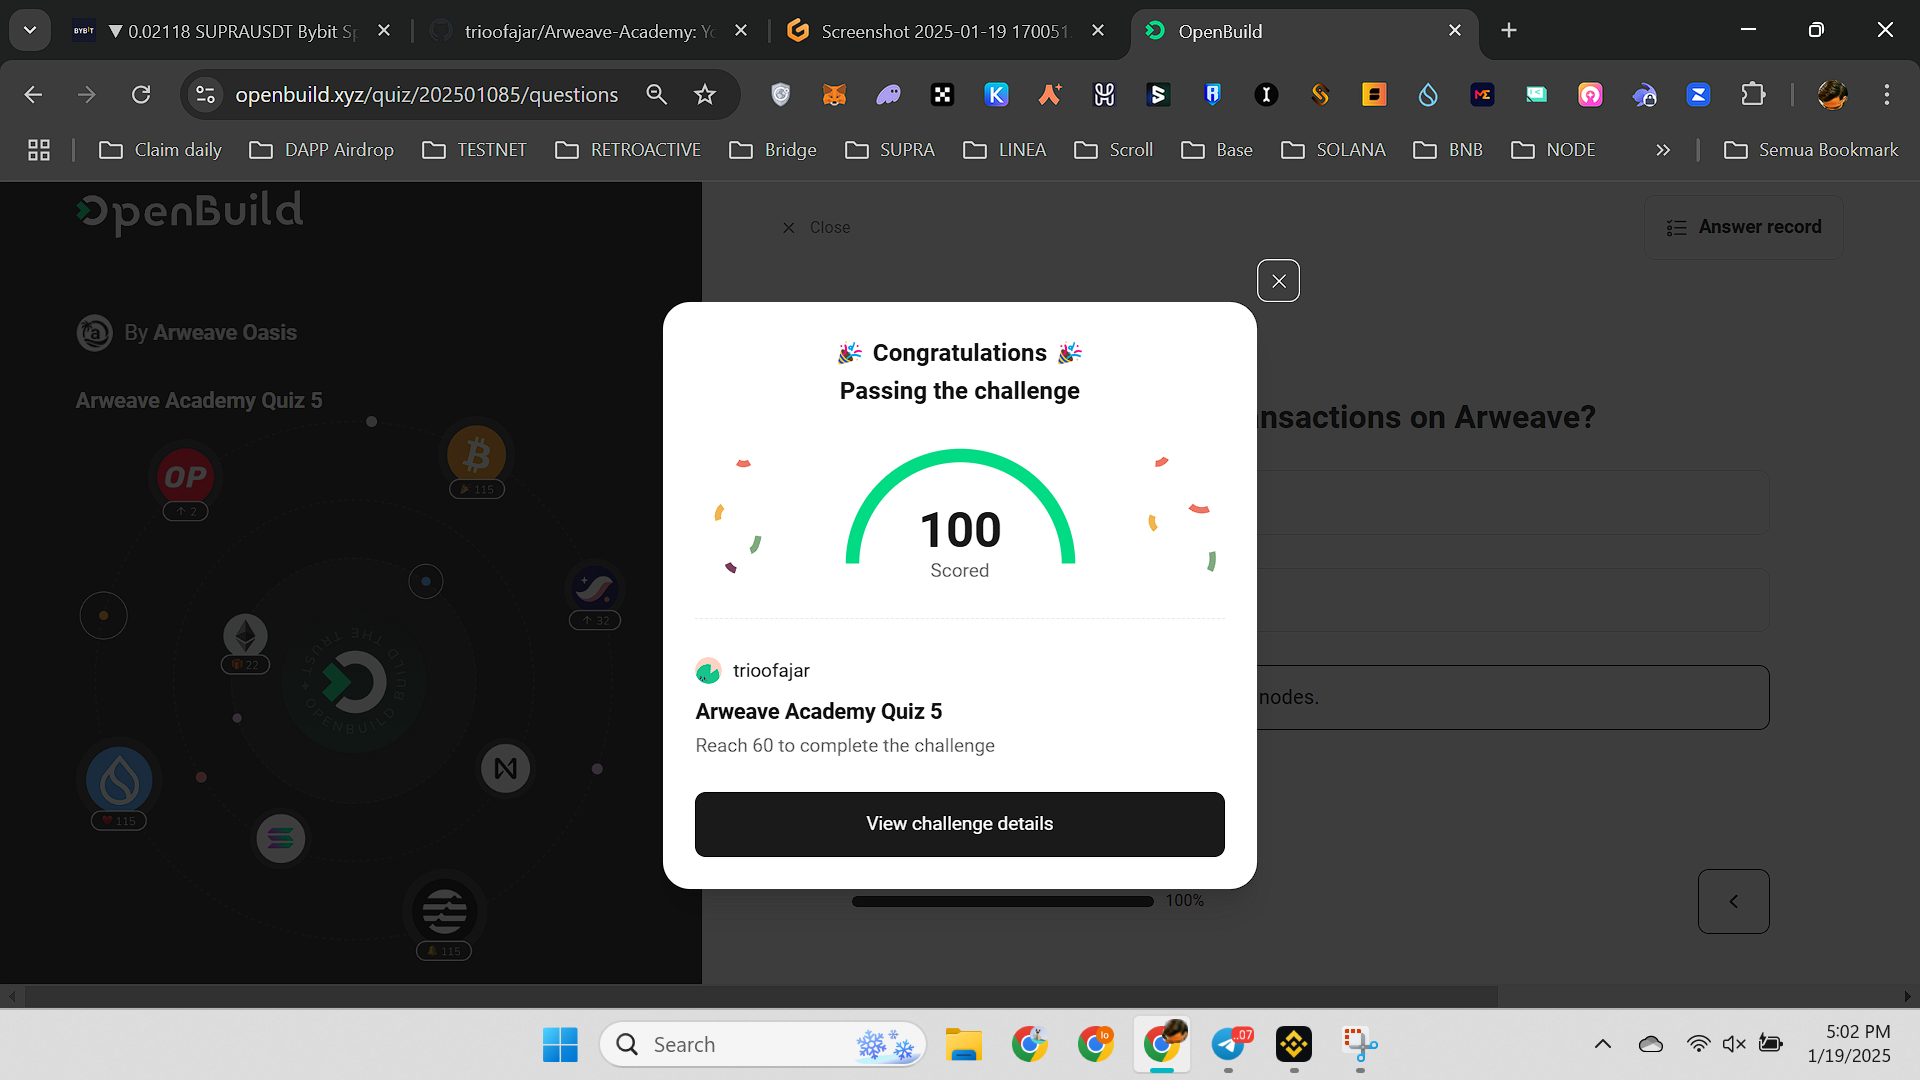 ▼ 0.02118 SUPRAUSDT Bybit Sp
trioofajar/Arweave-Academy: Yo
Screenshot 2025-01-19 170051.
OpenBuild
openbuild.xyz/quiz/202501085/questions
Claim daily
DAPP Airdrop
TESTNET
RETROACTIVE
Bridge
SUPRA
LINEA
Scroll
Base
SOLANA
BNB
NODE
Semua Bookmark
OpenBuild
Close
Answer record
By Arweave Oasis
Arweave Academy Quiz 5
Congratulations
Passing the challenge
nsactions on Arweave?
OP
2
115
100
Scored
32
22
THE TRUST
OPENBUILD
BUILD
trioofajar
Arweave Academy Quiz 5
nodes.
Reach 60 to complete the challenge
View challenge details
115
115
100%
Search
..07
5:02 PM
1/19/2025